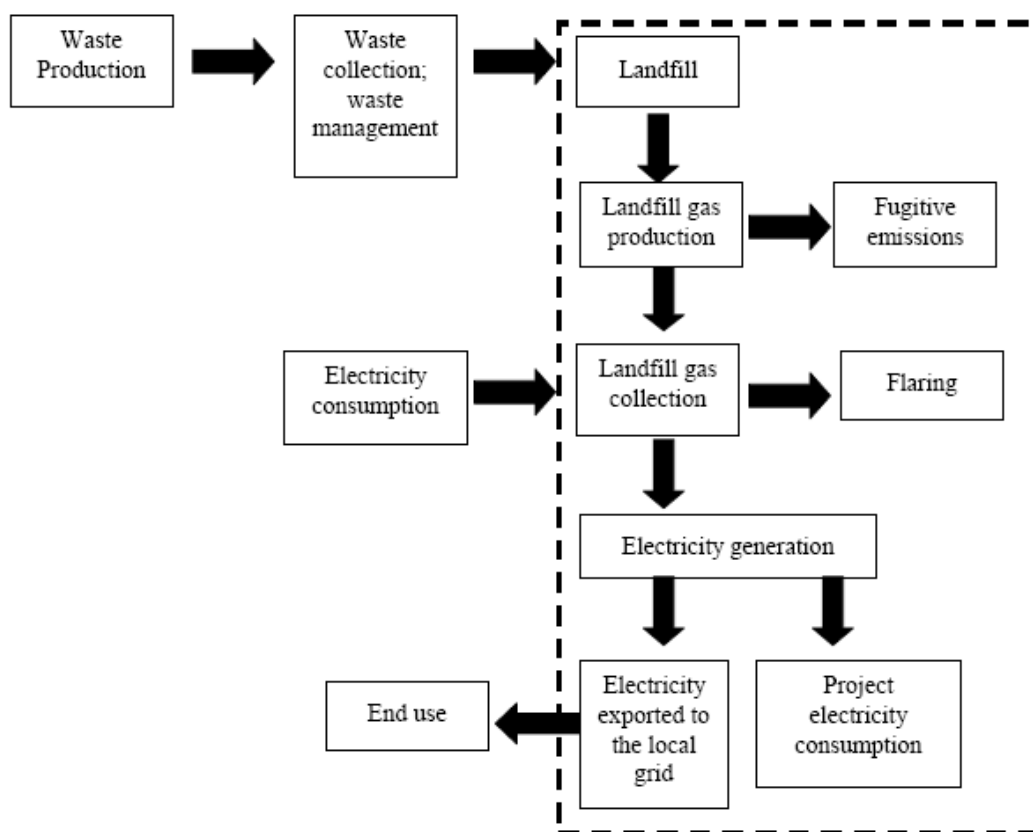 Waste
Production
Waste
collection;
waste
management
Landfill
Landfill gas
production
Fugitive
emissions
Electricity
consumption
Landfill gas
collection
Flaring
Electricity generation
End use
Electricity
exported to
the local
grid
Project
electricity
consumption